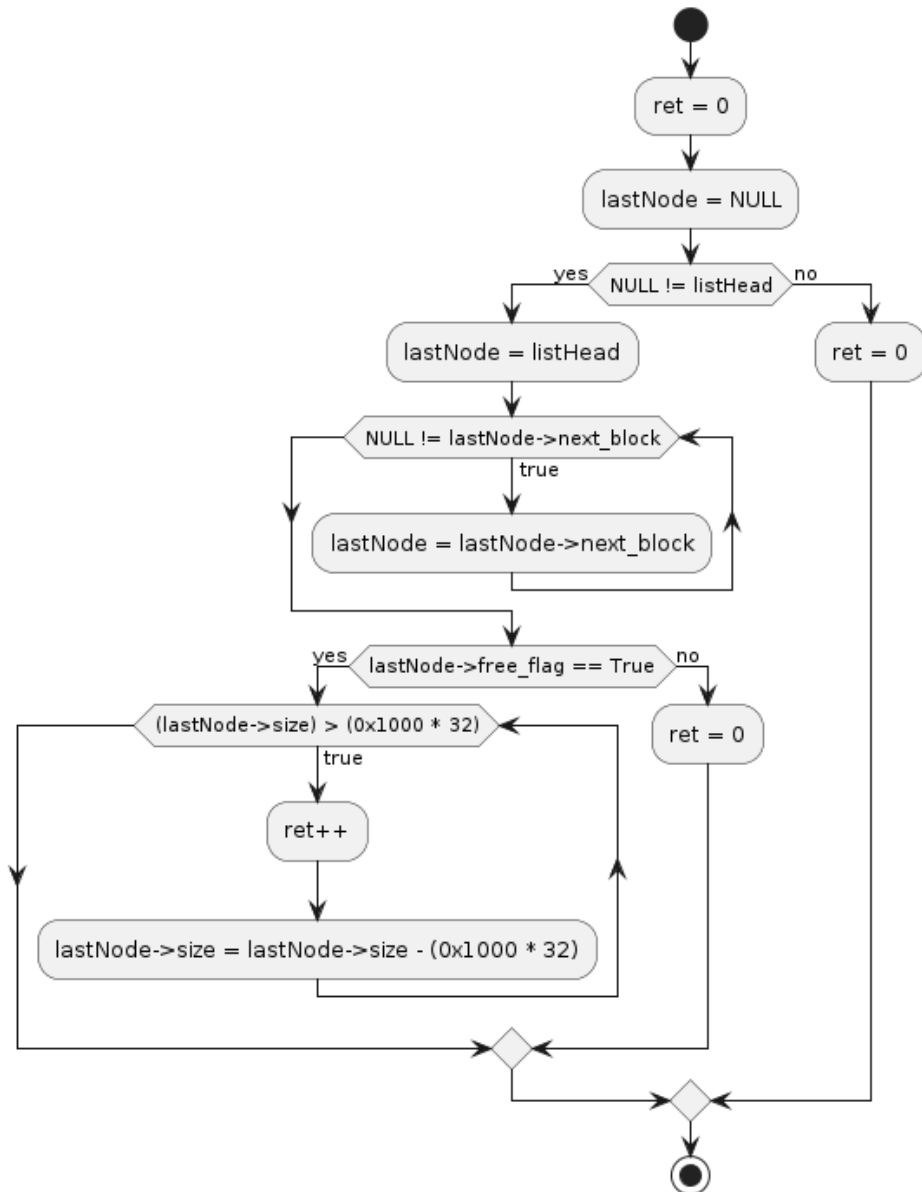 ret = 0
lastNode = NULL
yes
NULL != listHead
no
lastNode = listHead
ret = 0
NULL != lastNode->next_block
true
lastNode = lastNode->next_block
yes
lastNode->free_flag == True
no
(lastNode->size) > (0x1000 * 32)
ret = 0
true
ret++
lastNode->size = lastNode->size - (0x1000 * 32)